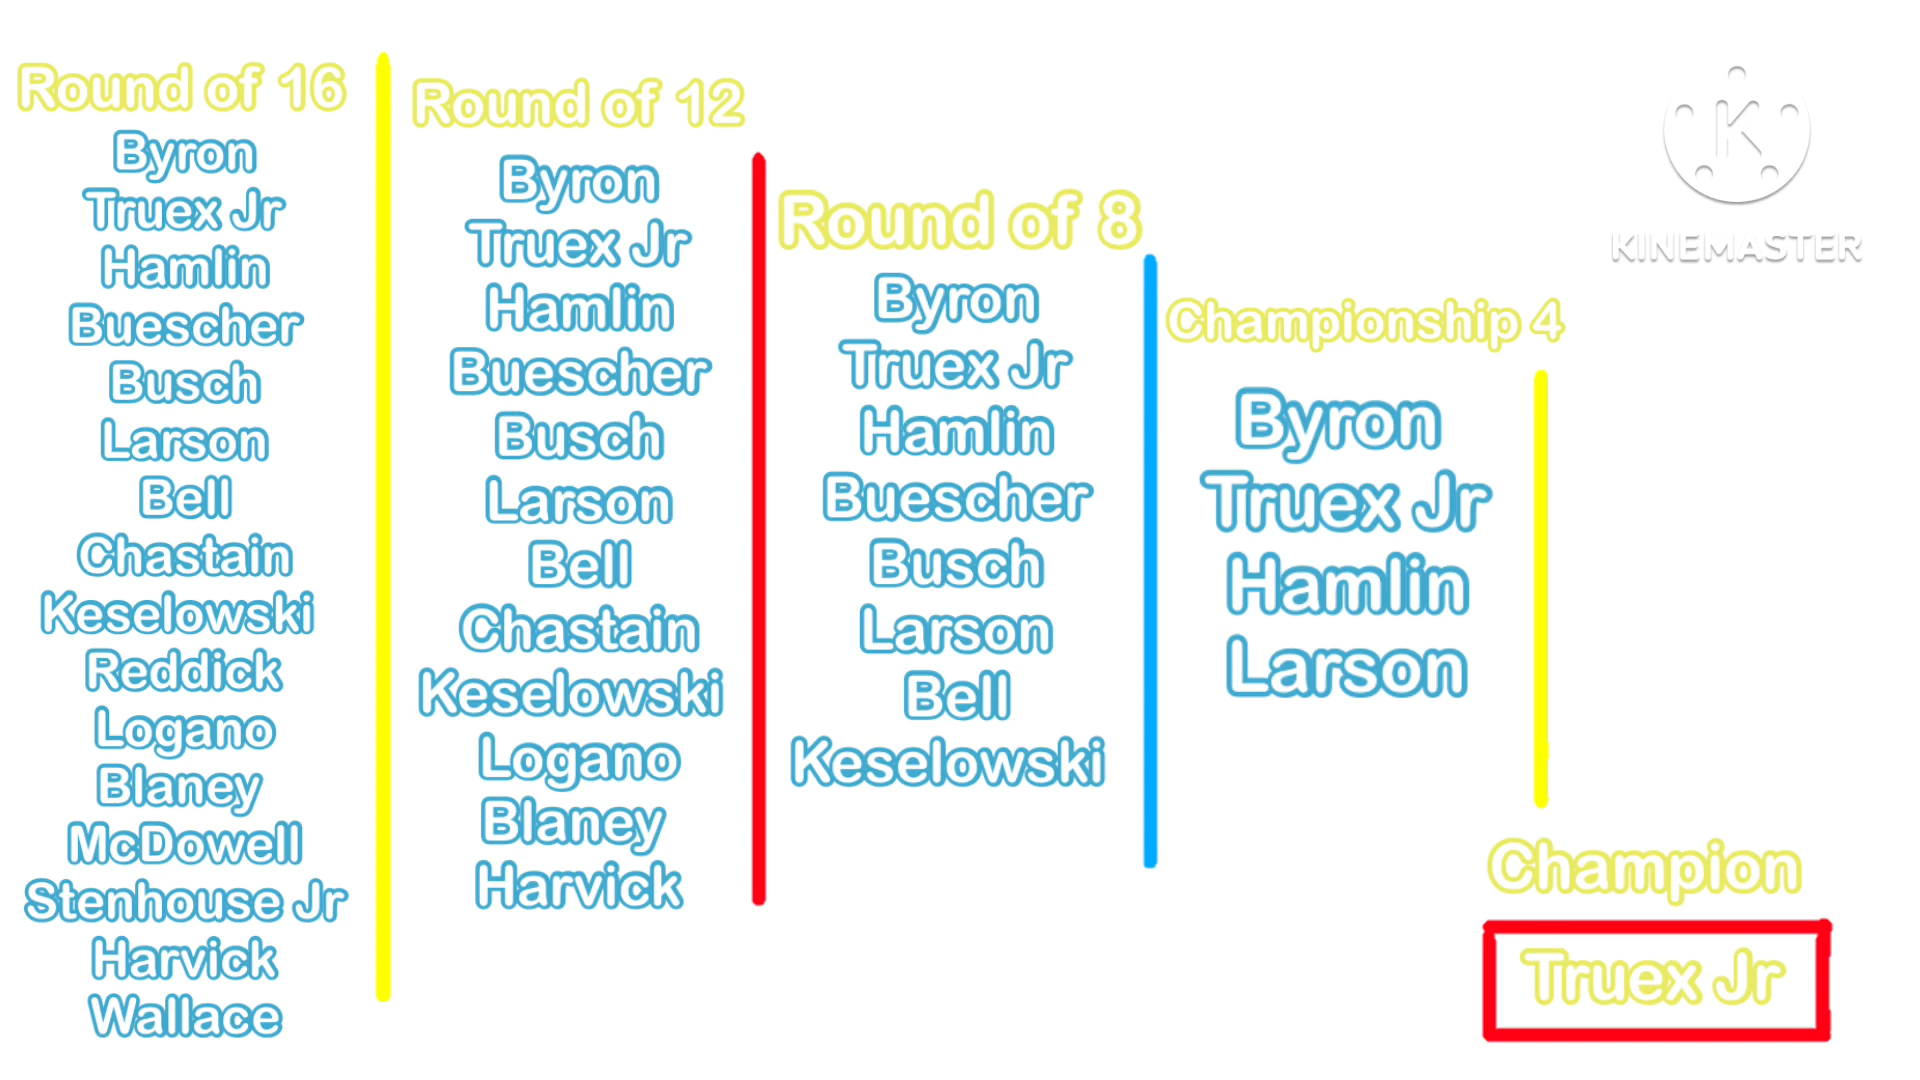 Round of 16
Byron
Truex Jr
Hamlin
Buescher
Busch
Larson
Bell
Chastain
Keselowski
Reddick
Logano
Blaney
McDowell
Stenhouse Jr
Harvick
Wallace
Round of 12
Byron
Truex Jr
Hamlin
Buescher
Busch
Larson
Bell
Chastain
Keselowski
Logano
Blaney
Harvick
Round of 8
Byron
Truex Jr
Hamlin
Buescher
Busch
Larson
Bell
Keselowski
Championship 4
Byron
Truex Jr
Hamlin
Larson
Champion
Truex Jr
K
KINEMASTER